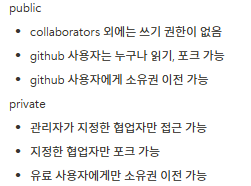 public
• collaborators 외에는 쓰기 권한이 없음
• github 사용자는 누구나 읽기, 포크 가능
• github 사용자에게 소유권 이전 가능
private
• 관리자가 지정한 협업자만 접근 가능
• 지정한 협업자만 포크 가능
• 유료 사용자에게만 소유권 이전 가능